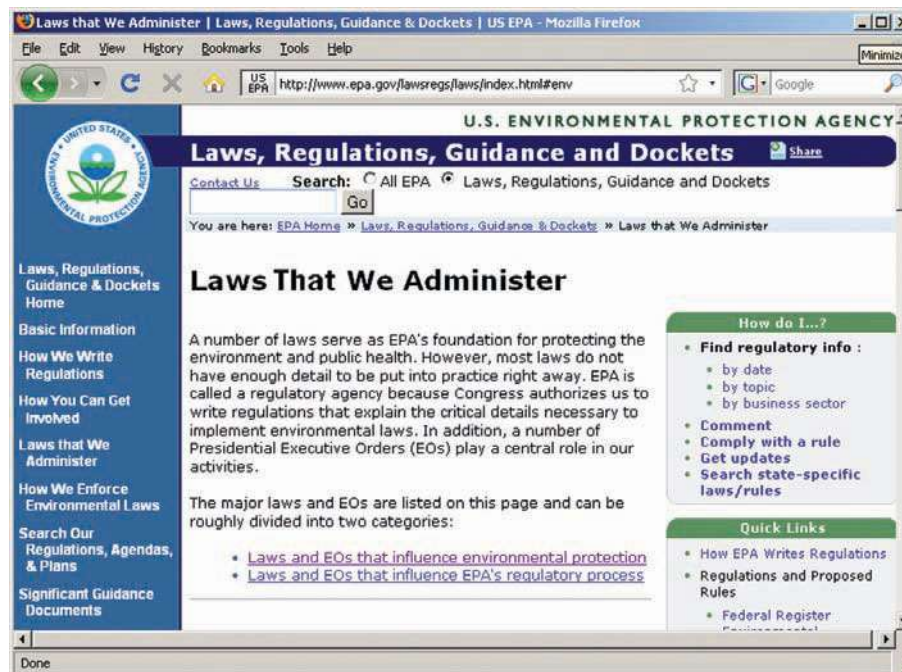 Laws that We Administer | Laws, Regulations, Guidance & Dockets | US EPA - Mozilla Firefox
File Edit View History Bookmarks Tools Help
Minimize
US EPA http://www.epa.gov/lawsregs/laws/index.html#env
G Google
U.S. ENVIRONMENTAL PROTECTION AGENCY
UNITED STATES ENVIRONMENTAL PROTECTION AGENCY
Laws, Regulations, Guidance and Dockets Share
Contact Us Search: All EPA Laws, Regulations, Guidance and Dockets
Go
You are here: EPA Home » Laws, Regulations, Guidance & Dockets » Laws that We Administer
Laws, Regulations,
Guidance & Dockets
Home
Basic Information
How We Write
Regulations
How You Can Get
Involved
Laws that We
Administer
How We Enforce
Environmental Laws
Search Our
Regulations, Agendas,
& Plans
Significant Guidance
Documents
Laws That We Administer
A number of laws serve as EPA's foundation for protecting the
environment and public health. However, most laws do not
have enough detail to be put into practice right away. EPA is
called a regulatory agency because Congress authorizes us to
write regulations that explain the critical details necessary to
implement environmental laws. In addition, a number of
Presidential Executive Orders (EOs) play a central role in our
activities.
The major laws and EOs are listed on this page and can be
roughly divided into two categories:
• Laws and EOs that influence environmental protection
• Laws and EOs that influence EPA's regulatory process
How do I...?
• Find regulatory info :
• by date
• by topic
• by business sector
• Comment
• Comply with a rule
• Get updates
• Search state-specific
laws/rules
Quick Links
• How EPA Writes Regulations
• Regulations and Proposed
Rules
• Federal Register
Done